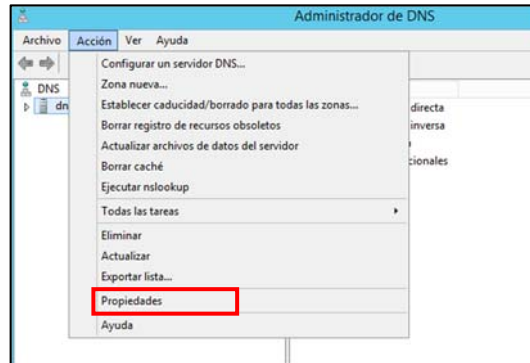 Administrador de DNS
Archivo Acción Ver Ayuda
Configurar un servidor DNS...
DNS
Zona nueva...
dn
Establecer caducidad/borrado para todas las zonas...
directa
Borrar registro de recursos obsoletos
inversa
Actualizar archivos de datos del servidor
Borrar caché
cionales
Ejecutar nslookup
Todas las tareas
Eliminar
Actualizar
Exportar lista...
Propiedades
Ayuda